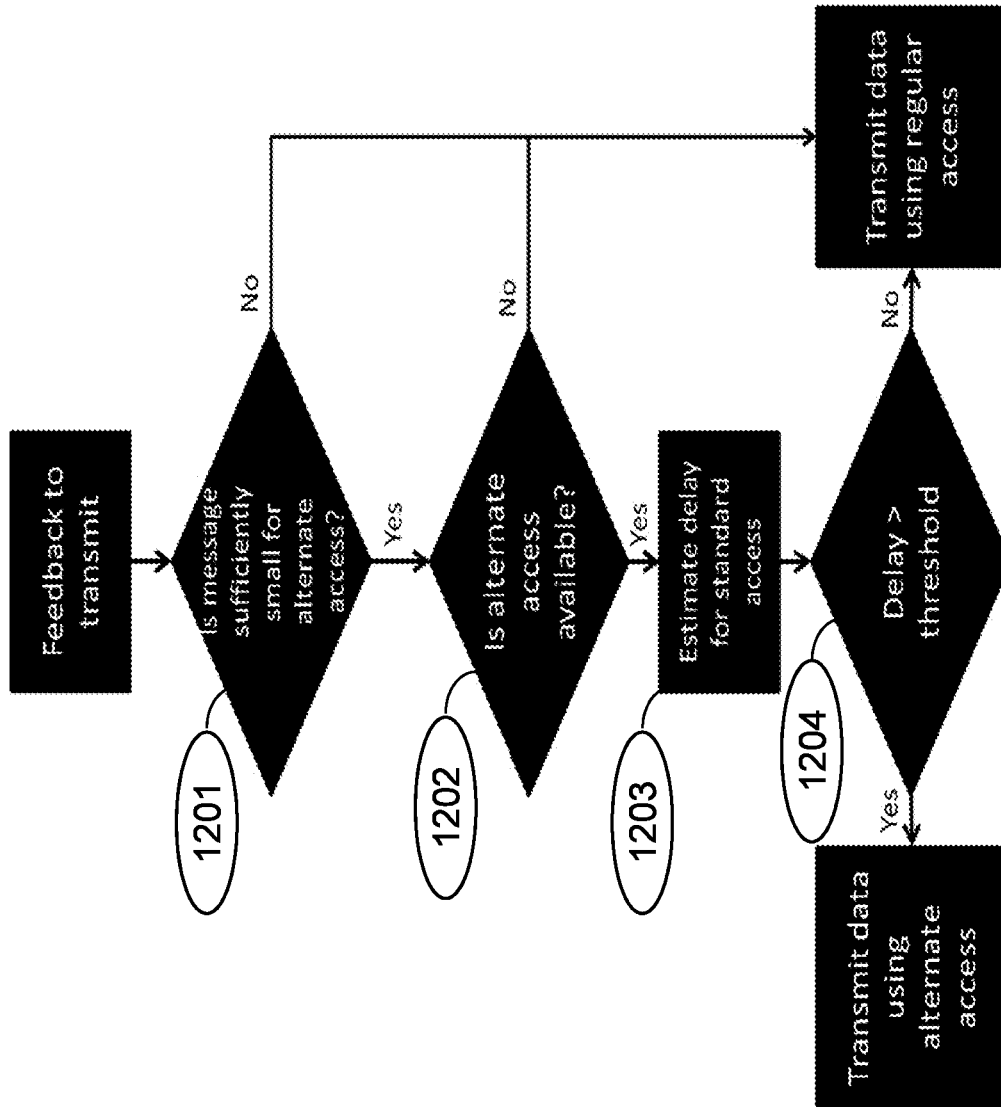 Feedback to
transmit
1201
Is message
sufficiently
small for
alternate
access?
No
Yes
1202
Is alternate
access
available?
No
Yes
1203
Estimate delay
for standard
access
1204
Delay >
threshold
Yes
No
Transmit data
using
alternate
access
Transmit data
using regular
access